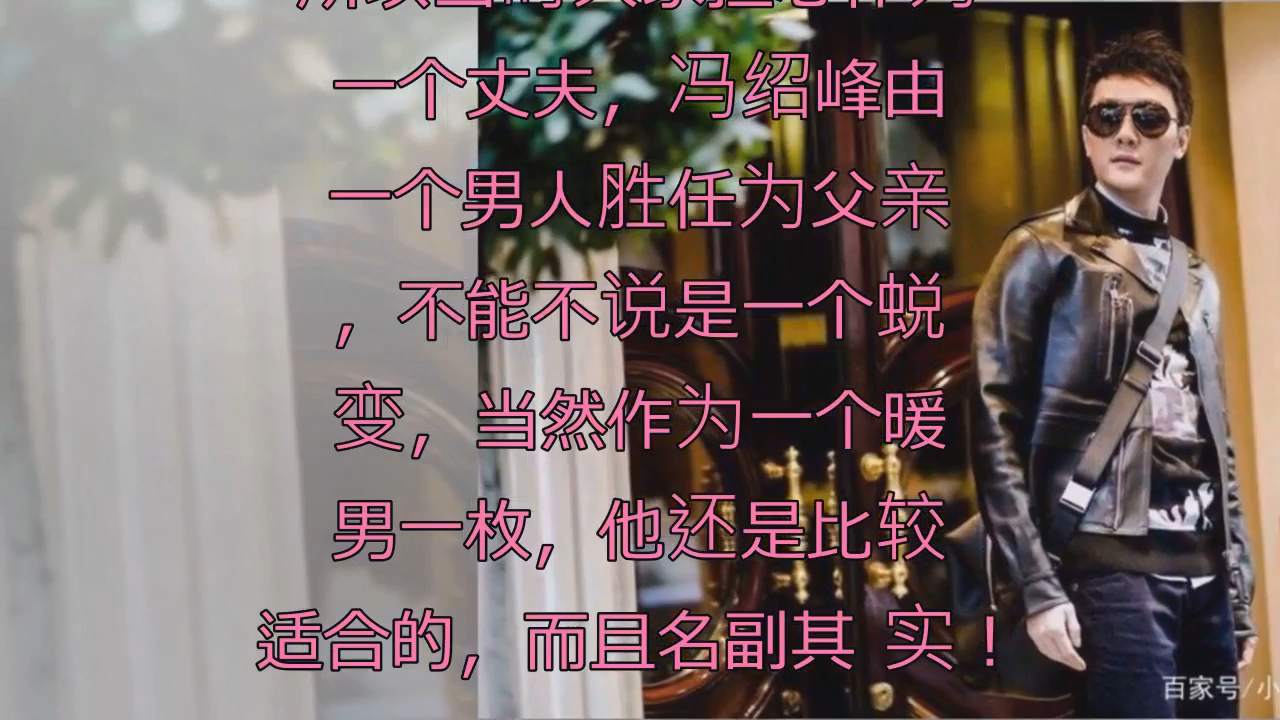 一个丈夫，冯绍峰由
一个男人胜任为父亲
，不能不说是一个蜕
变，当然作为一个暖
男一枚，他还是比较
适合的，而且名副其 实！
百家号/小